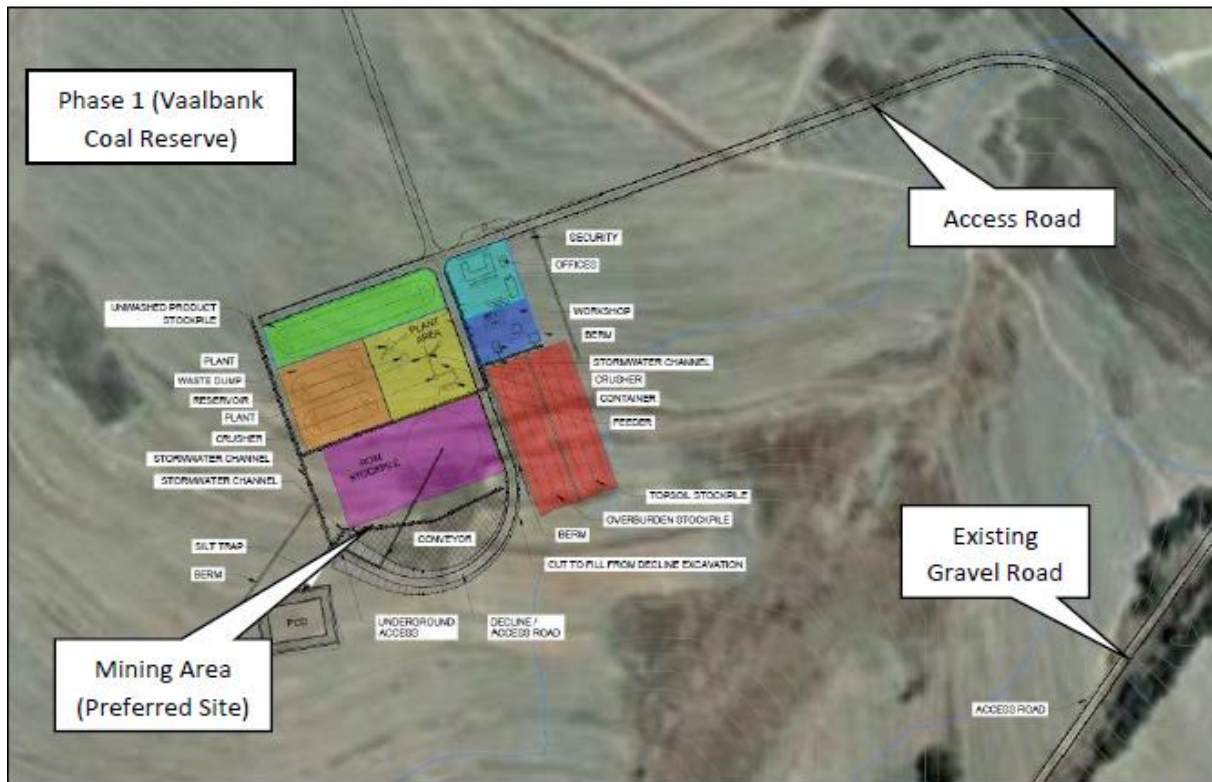 Phase 1 (Vaalbank
Coal Reserve)
Access Road
SECURITY
OFFICES
UNWASHED PRODUCT
STOCKPILE
WORKSHOP
BERM
PLANT
AREA
PLANT
WASTE DUMP
RESERVOIR
PLANT
CRUSHER
STORMWATER CHANNEL
STORMWATER CHANNEL
STORMWATER CHANNEL
CRUSHER
CONTAINER
FEEDER
ROM
STOCKPILE
TOPSOIL STOCKPILE
OVERBURDEN STOCKPILE
BERM
CONVEYOR
CUT TO FILL FROM DECLINE EXCAVATION
SILT TRAP
BERM
PCD
UNDERGROUND
ACCESS
DECLINE /
ACCESS ROAD
Existing
Gravel Road
Mining Area
(Preferred Site)
ACCESS ROAD